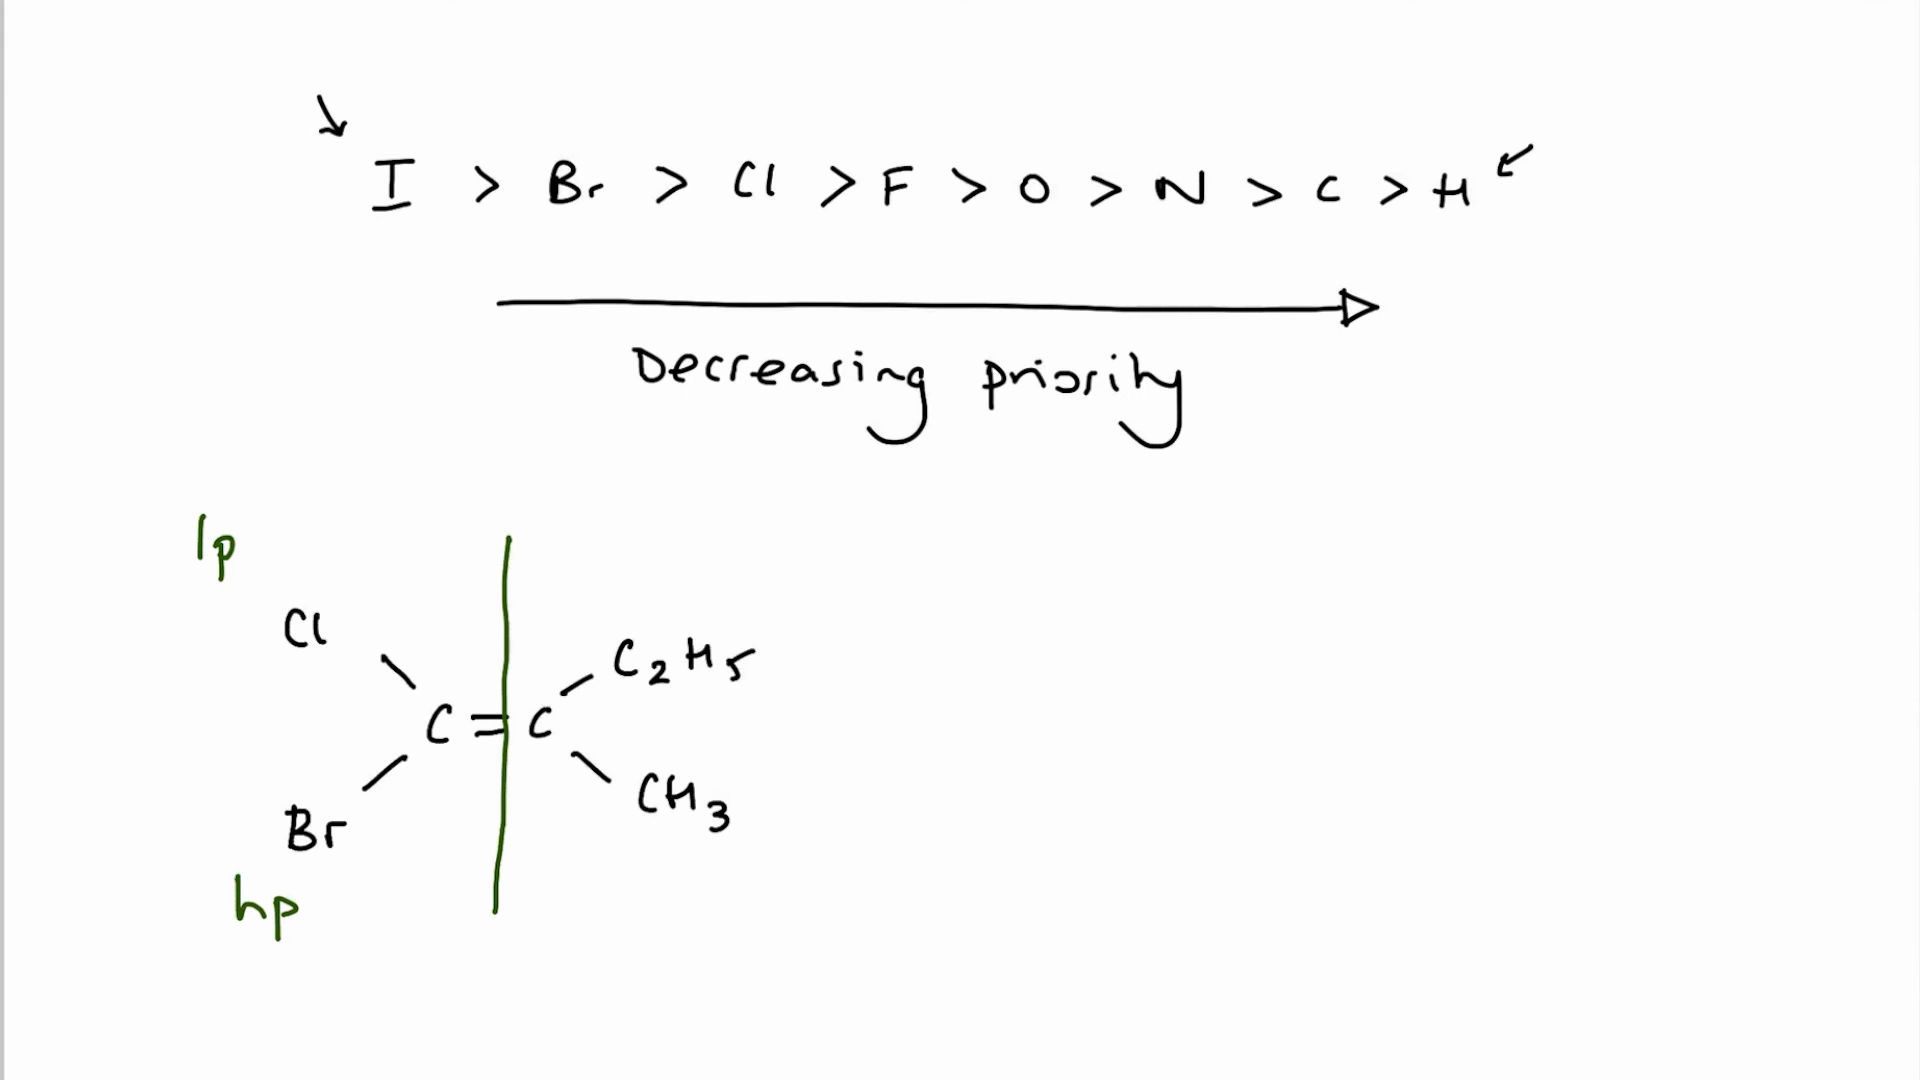 I > Br > Cl > F > O > N > C > H
Decreasing priority
lp
Cl
C2H5
C = C
CH3
Br
hp